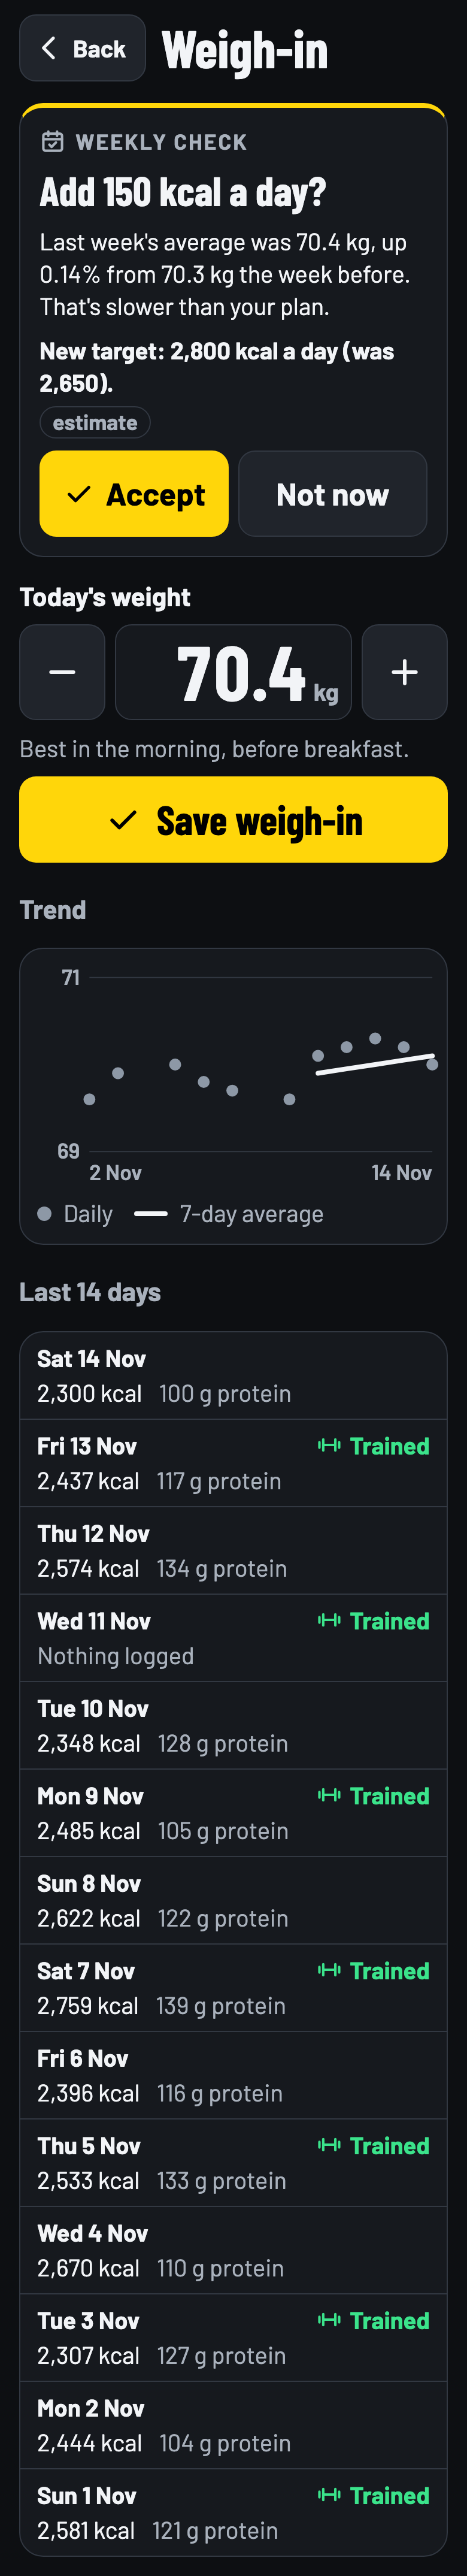 Back
Weigh-in
WEEKLY CHECK
Add 150 kcal a day?
Last week's average was 70.4 kg, up
0.14% from 70.3 kg the week before.
That's slower than your plan.
New target: 2,800 kcal a day (was
2,650).
estimate
Accept
Not now
Today's weight
70.4 kg
Best in the morning, before breakfast.
Save weigh-in
Trend
71
69
2 Nov
14 Nov
Daily
7-day average
Last 14 days
Sat 14 Nov
2,300 kcal 100 g protein
Fri 13 Nov Trained
2,437 kcal 117 g protein
Thu 12 Nov
2,574 kcal 134 g protein
Wed 11 Nov Trained
Nothing logged
Tue 10 Nov
2,348 kcal 128 g protein
Mon 9 Nov Trained
2,485 kcal 105 g protein
Sun 8 Nov
2,622 kcal 122 g protein
Sat 7 Nov Trained
2,759 kcal 139 g protein
Fri 6 Nov
2,396 kcal 116 g protein
Thu 5 Nov Trained
2,533 kcal 133 g protein
Wed 4 Nov
2,670 kcal 110 g protein
Tue 3 Nov Trained
2,307 kcal 127 g protein
Mon 2 Nov
2,444 kcal 104 g protein
Sun 1 Nov Trained
2,581 kcal 121 g protein